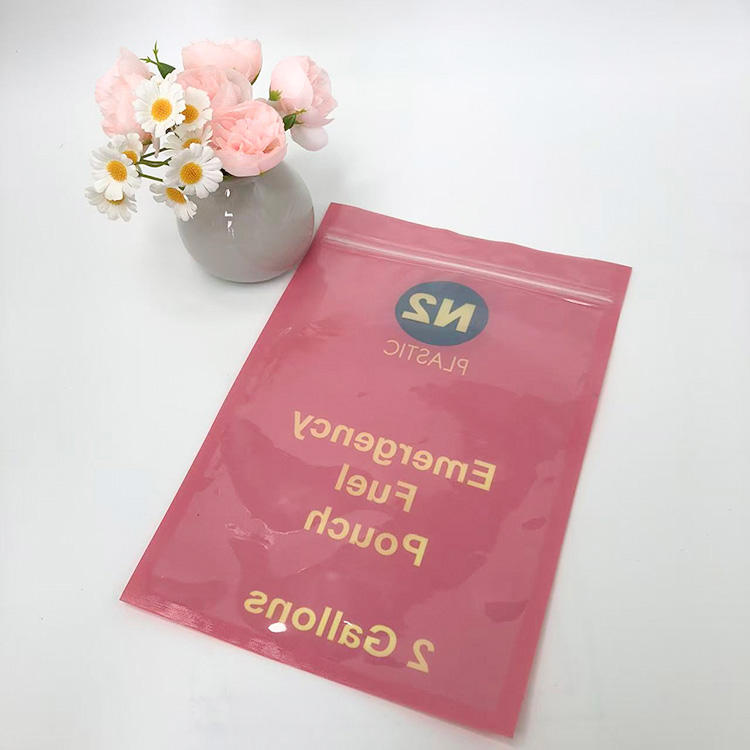 N2
PLASTIC
Emergency
Fuel
Pouch
2 Gallons